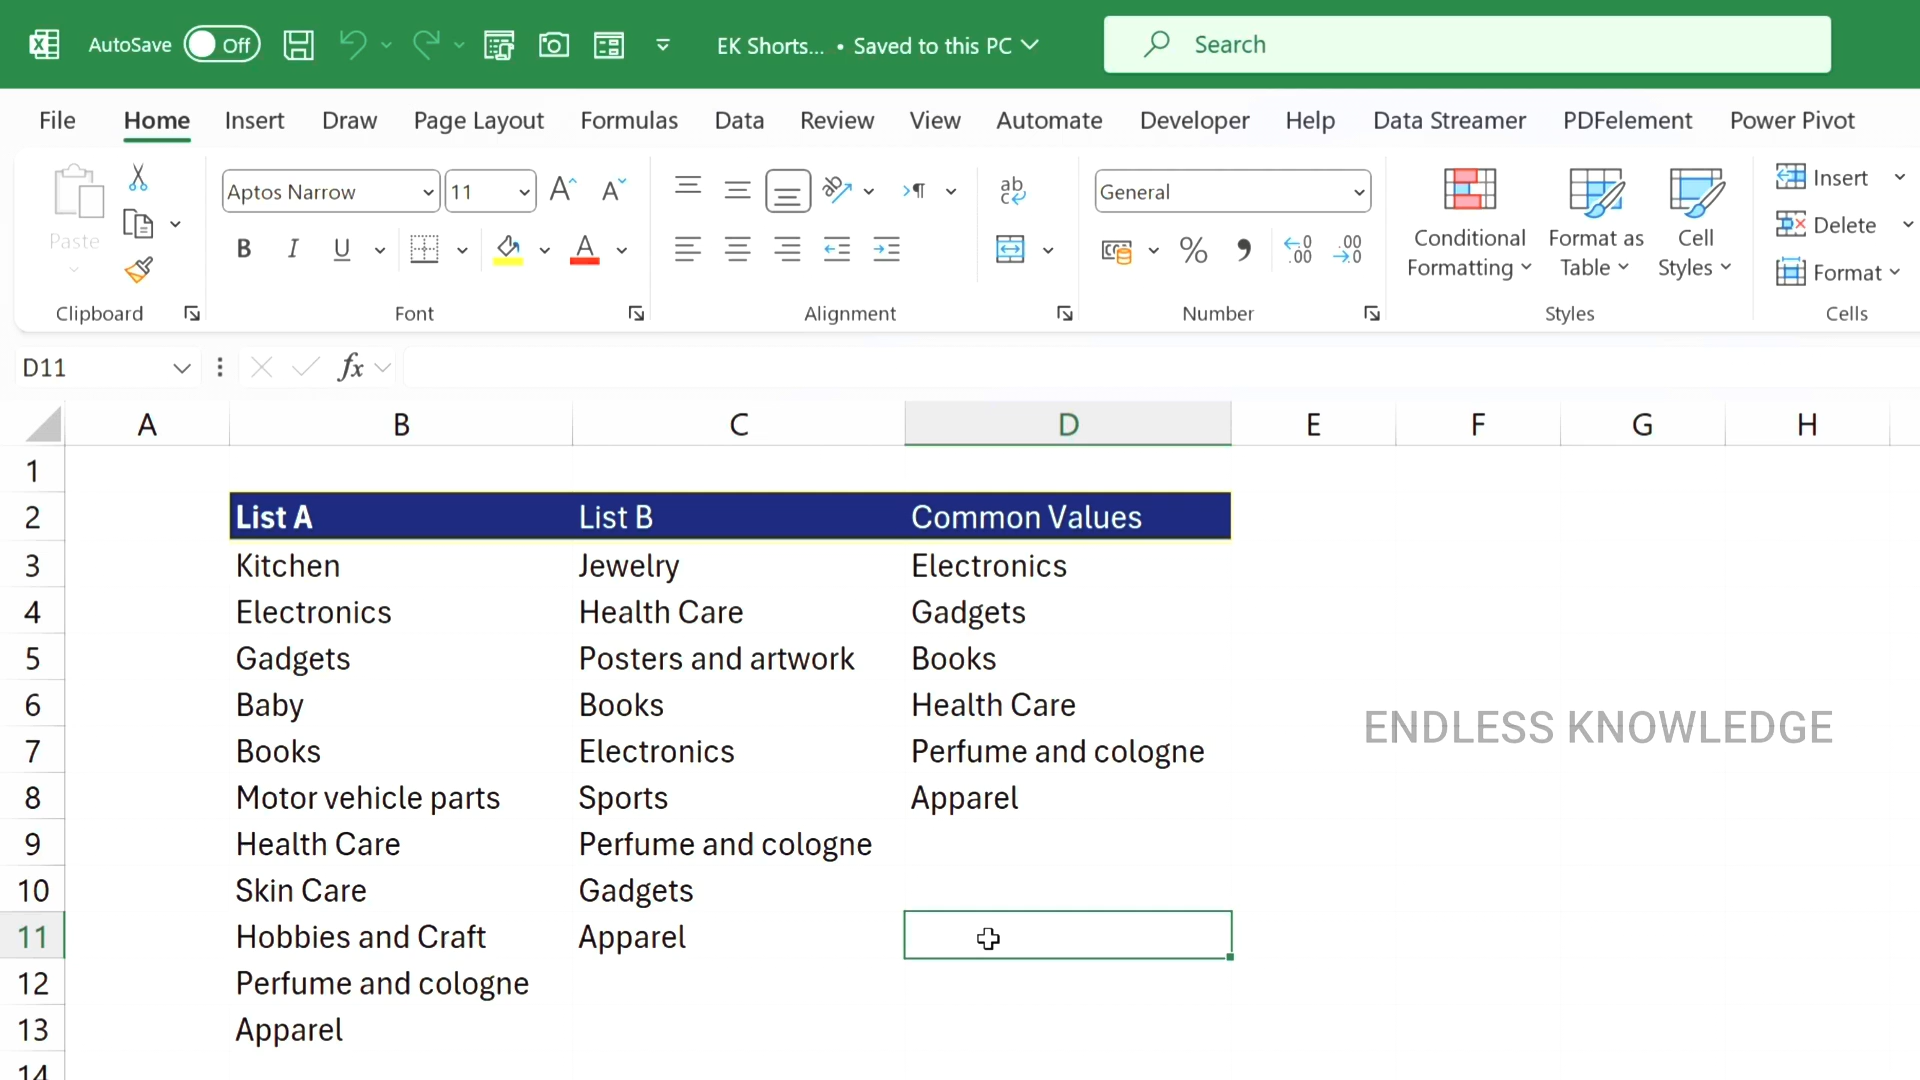 AutoSave Off EK Shorts... • Saved to this PC Search
File Home Insert Draw Page Layout Formulas Data Review View Automate Developer Help Data Streamer PDFelement Power Pivot
Paste
Aptos Narrow 11
B I U A
ab
c
General
% 9
Conditional Formatting
Format as Table
Cell Styles
Insert
Delete
Format
Clipboard Font Alignment Number Styles Cells
D11 fx
A B C D E F G H
1
2 List A List B Common Values
3 Kitchen Jewelry Electronics
4 Electronics Health Care Gadgets
5 Gadgets Posters and artwork Books
6 Baby Books Health Care
7 Books Electronics Perfume and cologne
8 Motor vehicle parts Sports Apparel
9 Health Care Perfume and cologne
10 Skin Care Gadgets
11 Hobbies and Craft Apparel
12 Perfume and cologne
13 Apparel
14
ENDLESS KNOWLEDGE